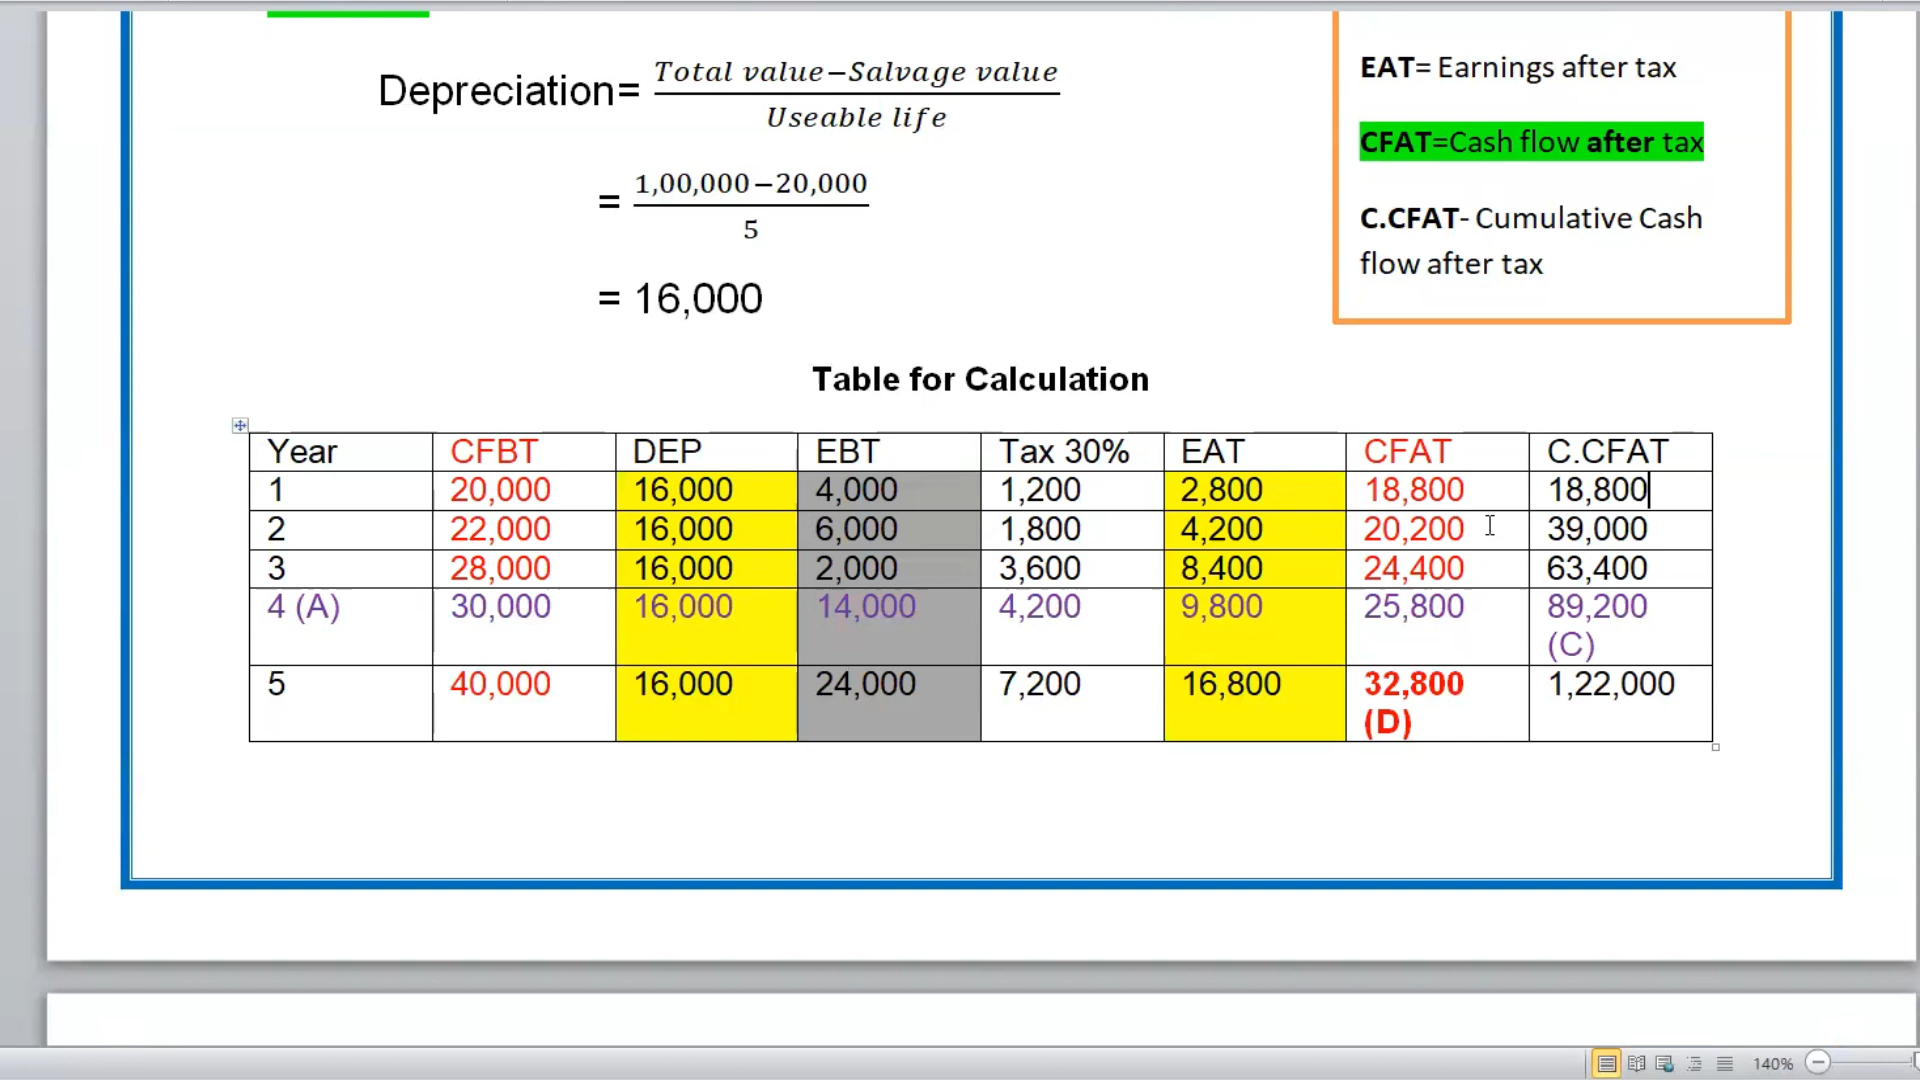 Depreciation= Total value−Salvage value
Useable life
= 1,00,000−20,000
5
= 16,000
EAT= Earnings after tax
CFAT=Cash flow after tax
C.CFAT- Cumulative Cash
flow after tax
Table for Calculation
Year CFBT DEP EBT Tax 30% EAT CFAT C.CFAT
1 20,000 16,000 4,000 1,200 2,800 18,800 18,800
2 22,000 16,000 6,000 1,800 4,200 20,200 39,000
3 28,000 16,000 2,000 3,600 8,400 24,400 63,400
4 (A) 30,000 16,000 14,000 4,200 9,800 25,800 89,200
(C)
5 40,000 16,000 24,000 7,200 16,800 32,800 1,22,000
(D)
140%